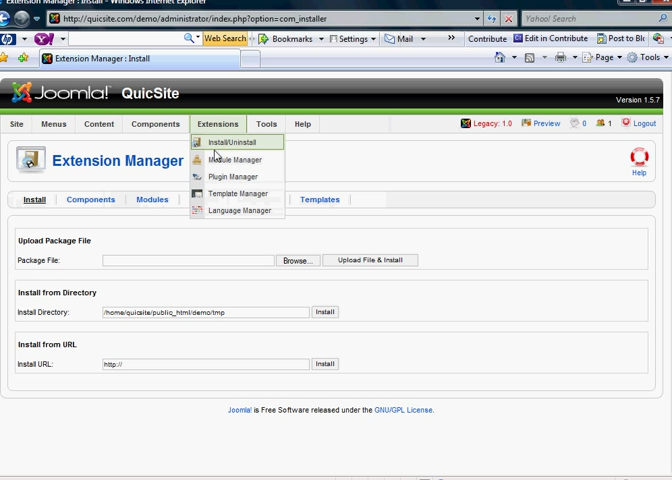 Extension Manager : Install - Windows Internet Explorer
http://quicsite.com/demo/administrator/index.php?option=com_installer
Yahoo! Search
hp Y! Web Search Bookmarks Settings Mail >> Contribute Edit in Contribute Post to Blo
Extension Manager : Install Page Tools
Joomla! QuicSite
Version 1.5.7
Site Menus Content Components Extensions Tools Help Legacy: 1.0 Preview 0 1 Logout
Install/Uninstall
Module Manager
Plugin Manager
Template Manager
Language Manager
Extension Manager
Help
Install Components Modules Templates
Upload Package File
Package File: Browse... Upload File & Install
Install from Directory
Install Directory: /home/quicsite/public_html/demo/tmp Install
Install from URL
Install URL: http:// Install
Joomla! is Free Software released under the GNU/GPL License.